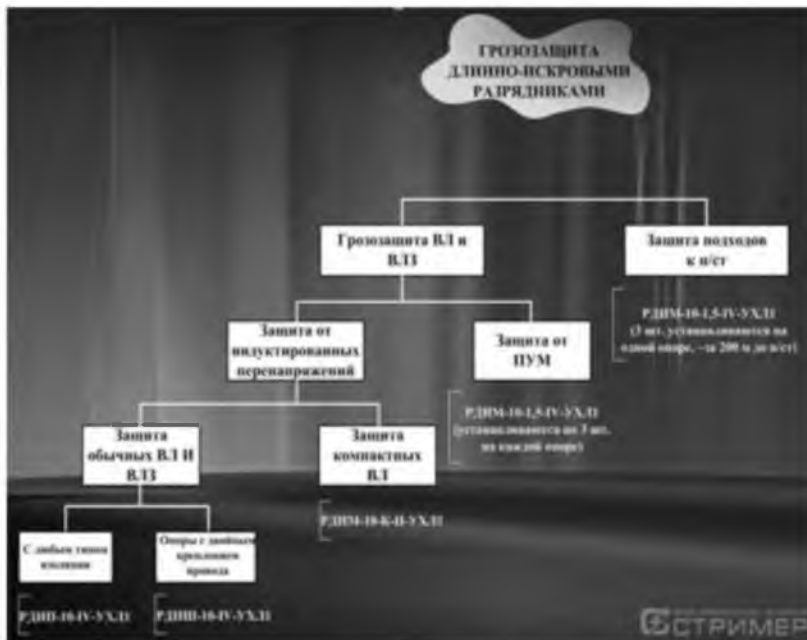 ГРОЗОЗАЩИТА
ДЛИННО-ИСКРОВЫМИ
РАЗРЯДНИКАМИ
Грозозащита ВЛ и
ВЛЗ
Защита подходов
к п/ст
РДИМ-10-1,5-IV-УХЛ1
(3 шт. устанавливаются на
одной опоре, ~за 200 м до п/ст)
Защита от
индуктированных
перенапряжений
Защита от
ПУМ
РДИМ-10-1,5-IV-УХЛ1
(устанавливается по 3 шт.
на каждой опоре)
Защита
обычных ВЛ И
ВЛЗ
Защита
компактных
ВЛ
РДИМ-10-К-II-УХЛ1
С любым типом
изоляции
Опоры с двойным
креплением
провода
РДИП-10-IV-УХЛ1
РДИШ-10-IV-УХЛ1
СТРИМЕР